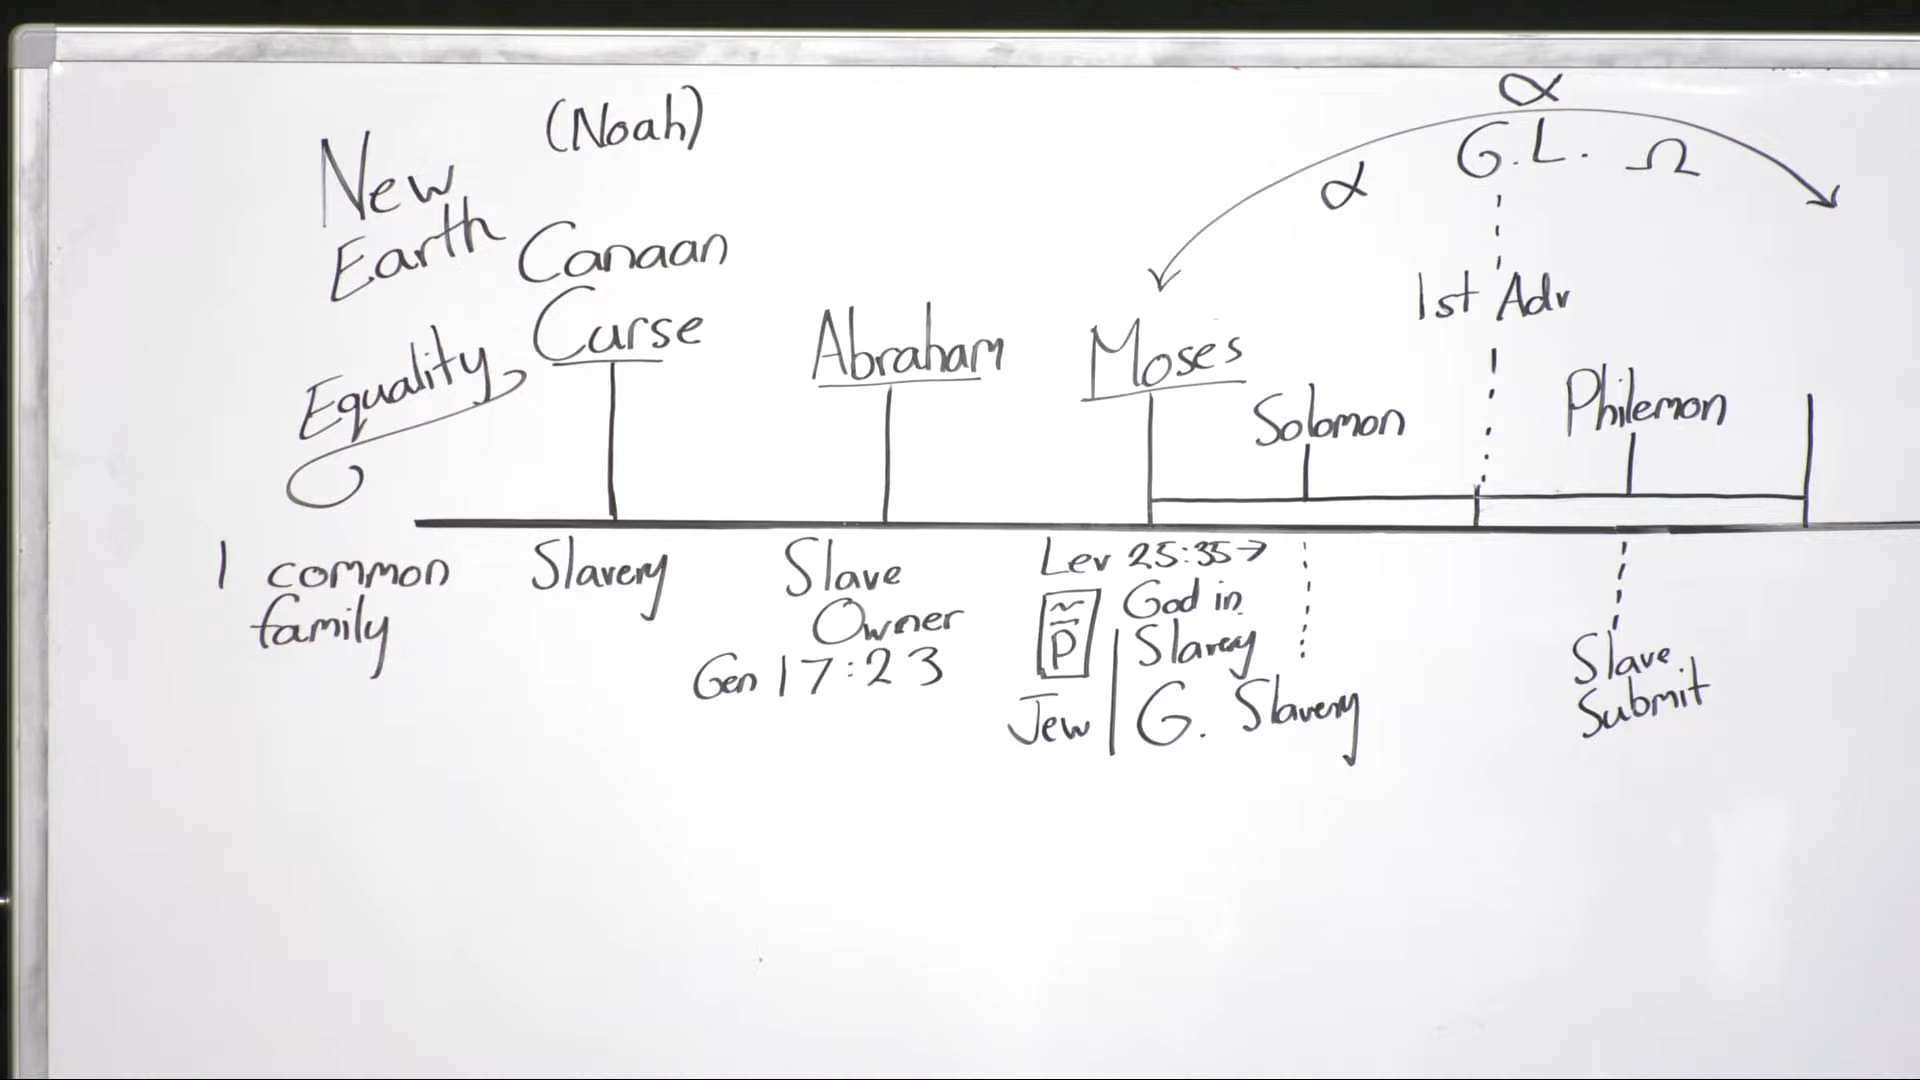 (Noah)
New
Earth
Canaan
Curse
Equality
Abraham
Moses
α
G.L.
α
Ω
1st Adv
Solomon
Philemon
1 common
family
Slavery
Slave
Owner
Gen 17:23
Lev 25:35→
God in
Slavery
P
Jew
G. Slavery
Slave
Submit